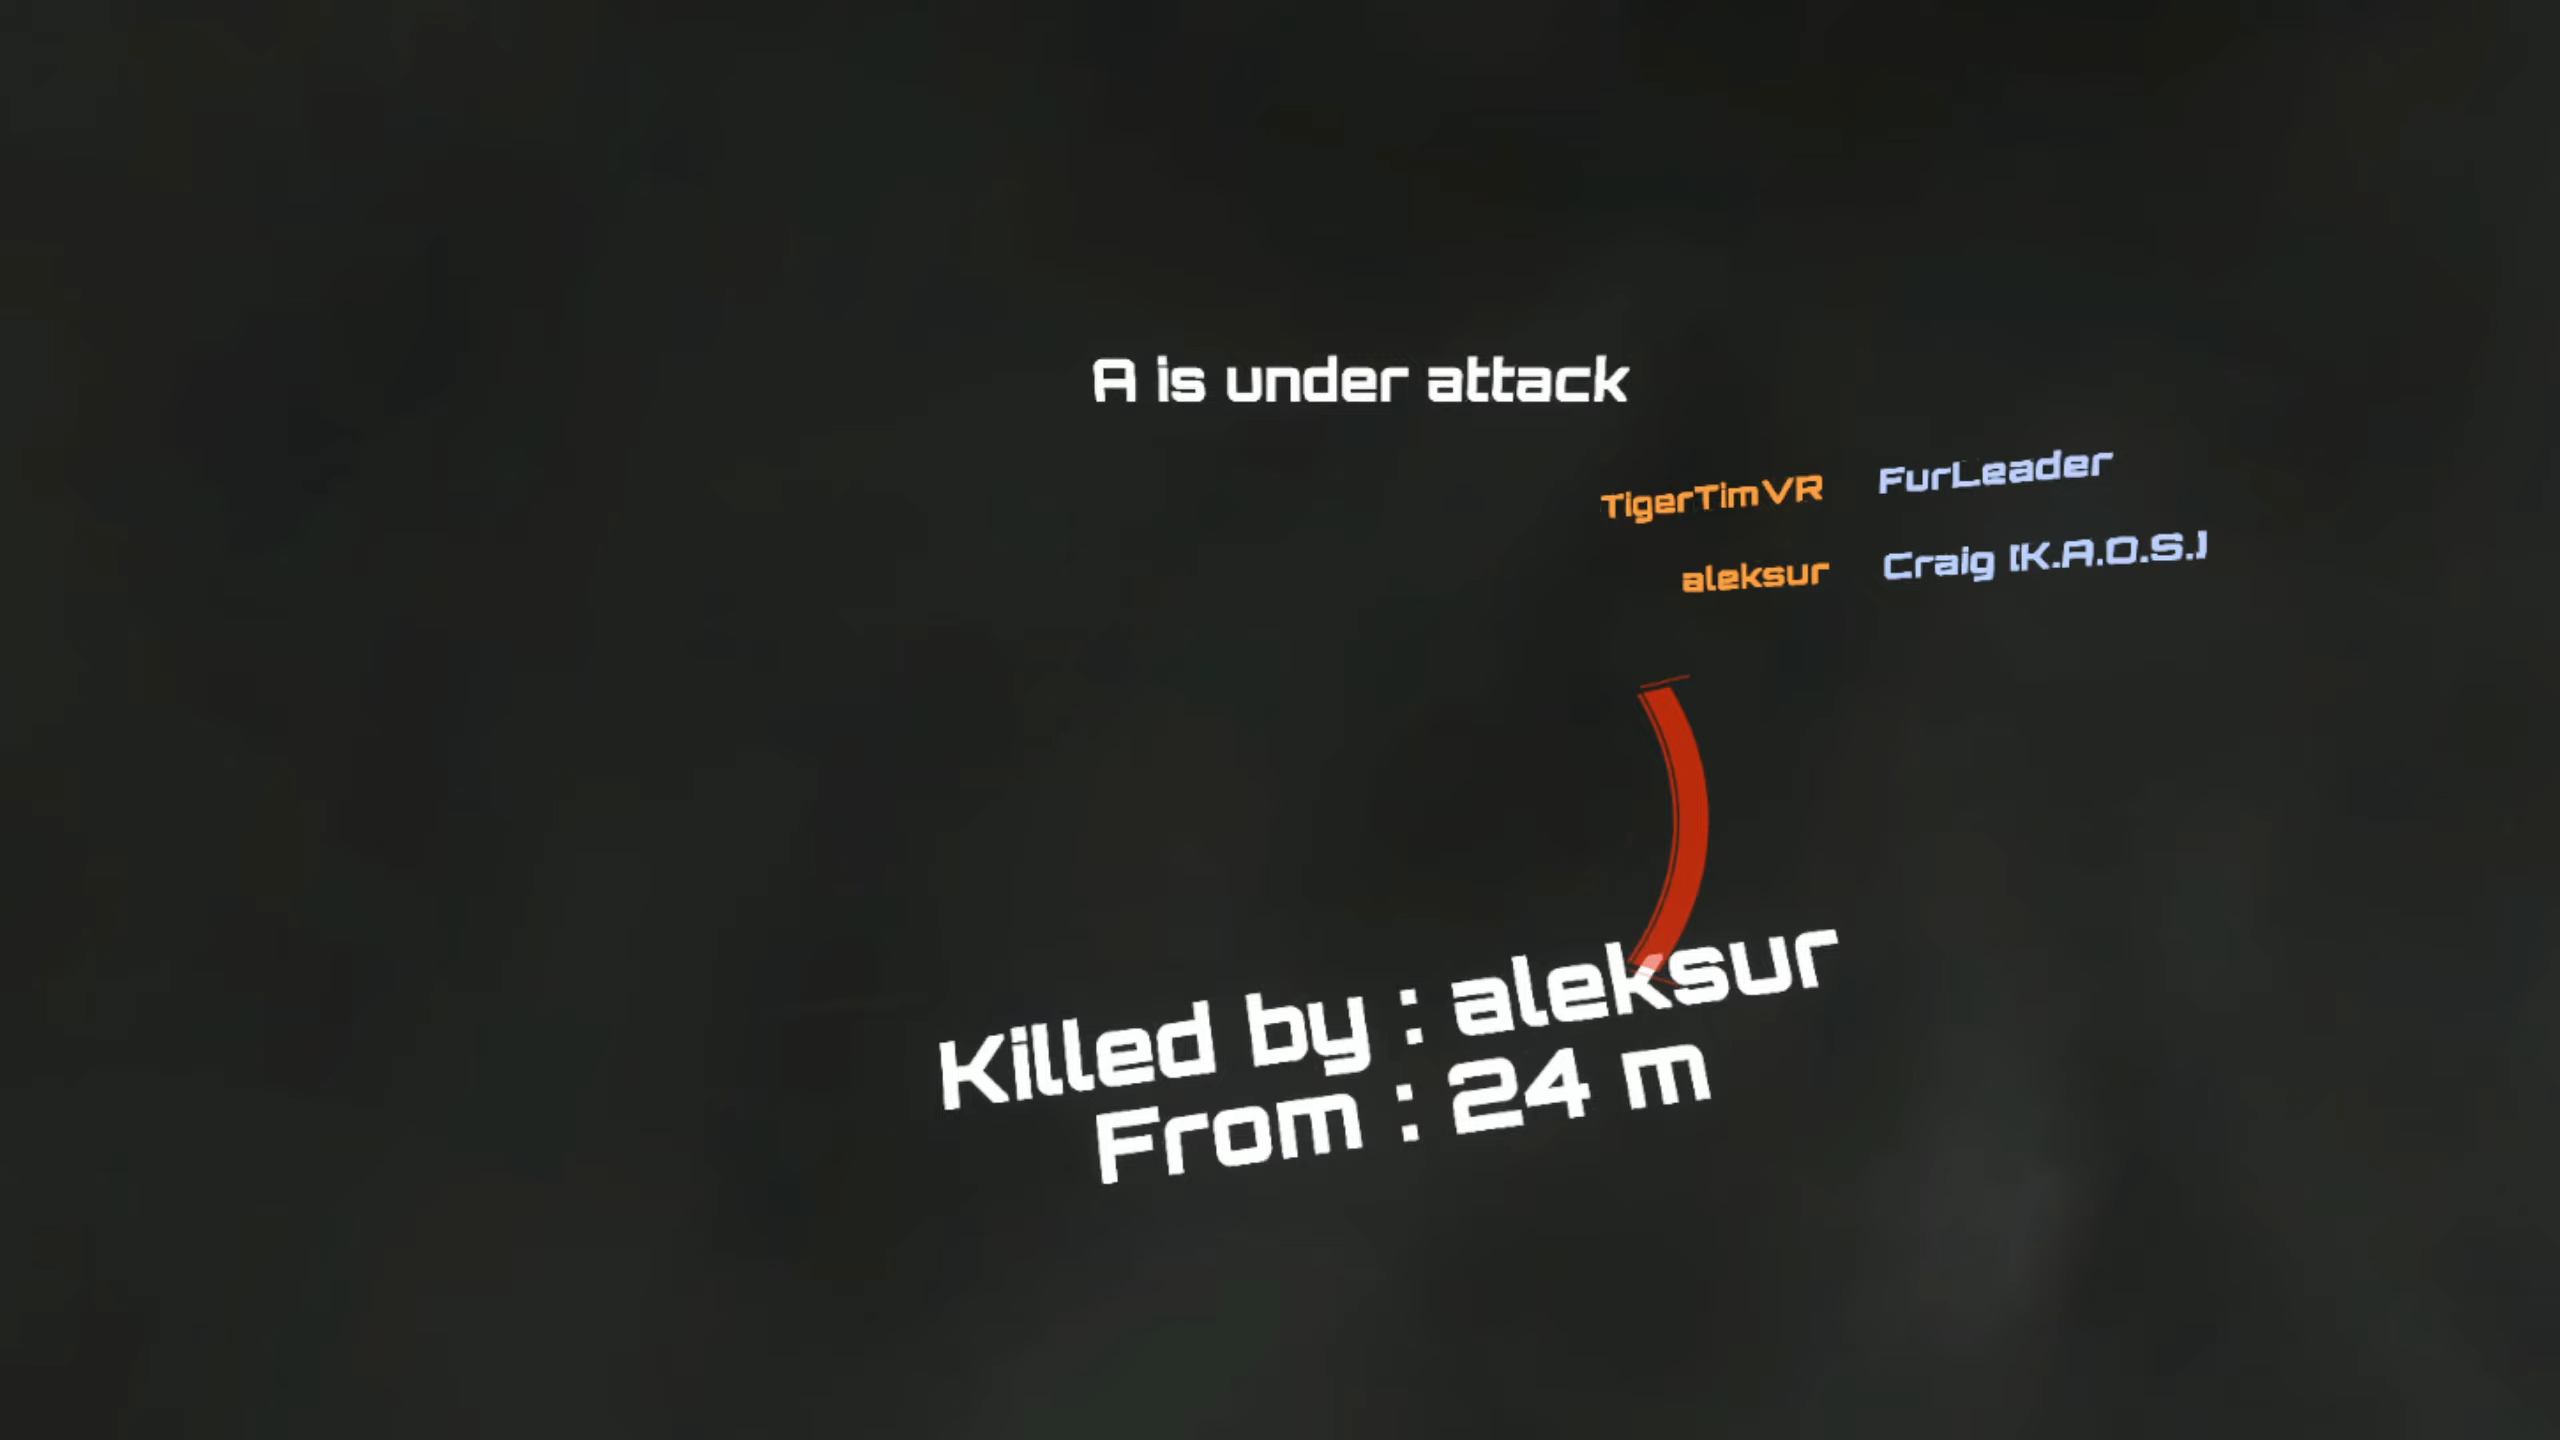 A is under attack
TigerTimVR FurLeader
aleksur Craig [K.A.O.S.]
Killed by : aleksur
From : 24 m